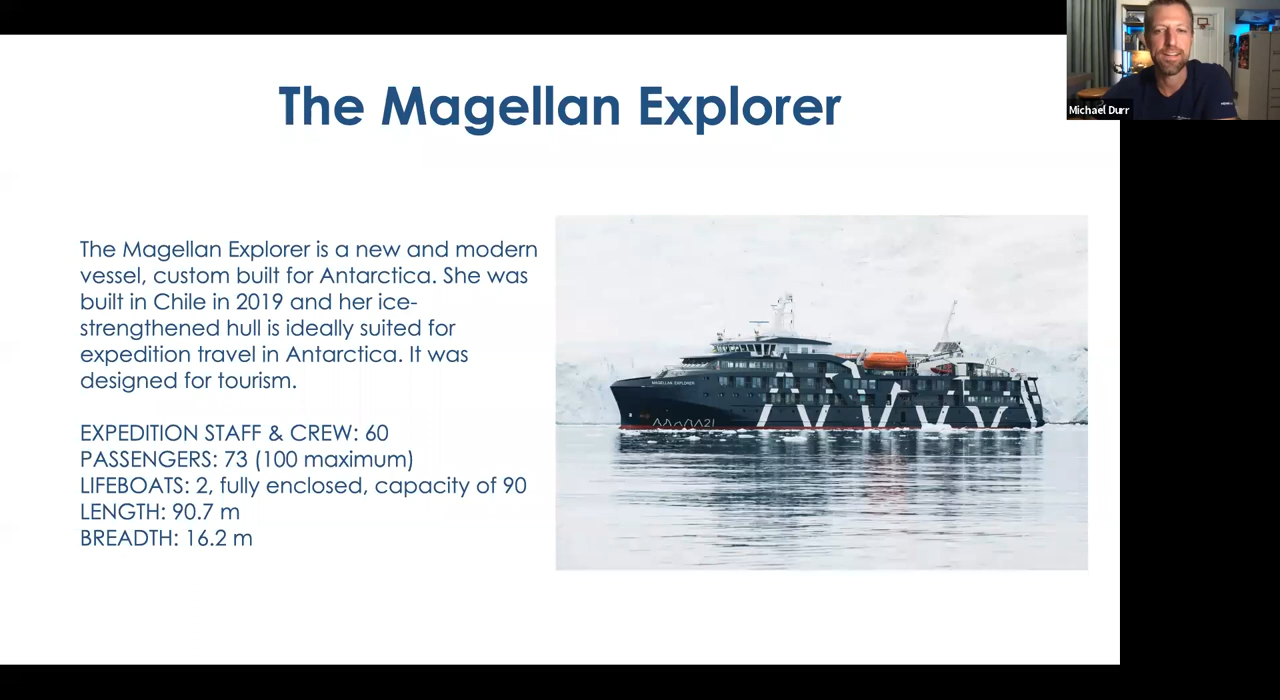 Michael Durr
The Magellan Explorer
The Magellan Explorer is a new and modern
vessel, custom built for Antarctica. She was
built in Chile in 2019 and her ice-
strengthened hull is ideally suited for
expedition travel in Antarctica. It was
designed for tourism.
EXPEDITION STAFF & CREW: 60
PASSENGERS: 73 (100 maximum)
LIFEBOATS: 2, fully enclosed, capacity of 90
LENGTH: 90.7 m
BREADTH: 16.2 m
MAGELLAN EXPLORER
A21